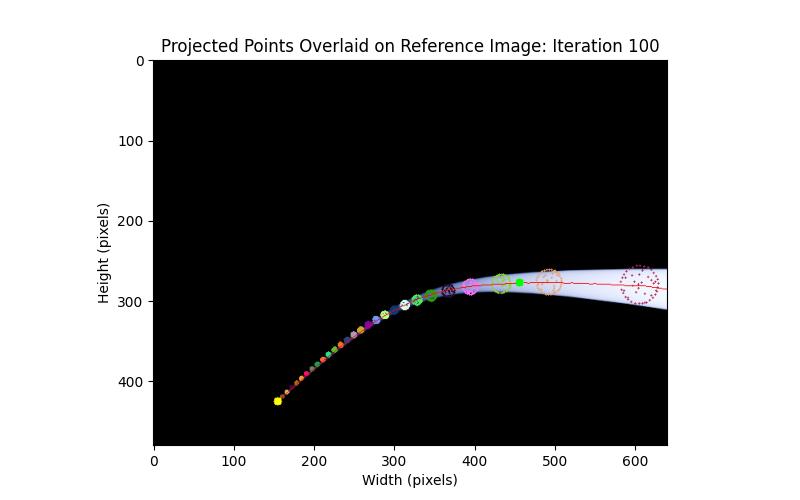 Projected Points Overlaid on Reference Image: Iteration 100
0
100
200
300
400
Height (pixels)
0 100 200 300 400 500 600
Width (pixels)